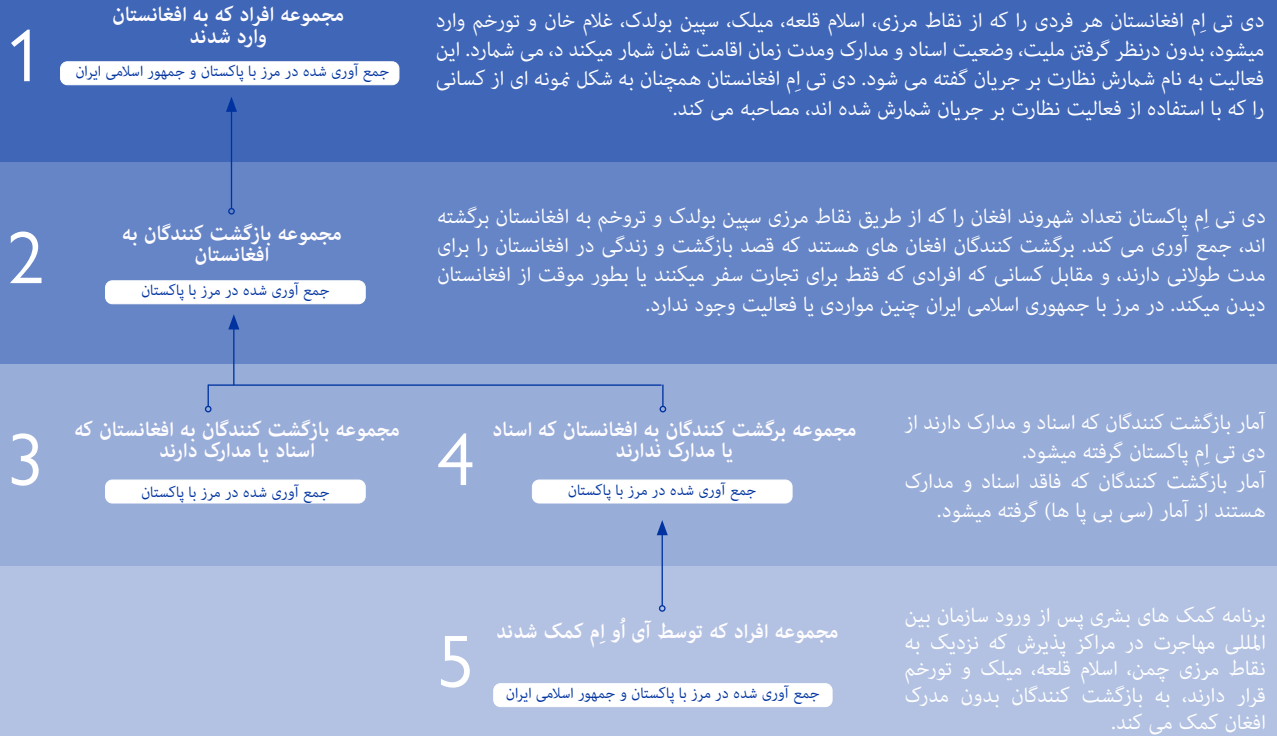 1
مجموعه افراد که به افغانستان
وارد شدند
جمع آوری شده در مرز با پاکستان و جمهور اسلامی ایران
دی تی اِم افغانستان هر فردی را که از نقاط مرزی، اسلام قلعه، میلک، سپین بولدک، غلام خان و تورخم وارد
میشود، بدون درنظر گرفتن ملیت، وضعیت اسناد و مدارک ومدت زمان اقامت شان شمار میکند د، می شمارد. این
فعالیت به نام شمارش نظارت بر جریان گفته می شود. دی تی اِم افغانستان همچنان به شکل نمونه ای از کسانی
را که با استفاده از فعالیت نظارت بر جریان شمارش شده اند، مصاحبه می کند.
2
مجموعه بازگشت کنندگان به
افغانستان
جمع آوری شده در مرز با پاکستان
دی تی اِم پاکستان تعداد شهروند افغان را که از طریق نقاط مرزی سپین بولدک و تروخم به افغانستان برگشته
اند، جمع آوری می کند. برگشت کنندگان افغان های هستند که قصد بازگشت و زندگی در افغانستان را برای
مدت طولانی دارند، و مقابل کسانی که افرادی که فقط برای تجارت سفر میکنند یا بطور موقت از افغانستان
دیدن میکند. در مرز با جمهوری اسلامی ایران چنین مواردی یا فعالیت وجود ندارد.
3
مجموعه بازگشت کنندگان به افغانستان که
اسناد یا مدارک دارند
جمع آوری شده در مرز با پاکستان
4
مجموعه برگشت کنندگان به افغانستان که اسناد
یا مدارک ندارند
جمع آوری شده در مرز با پاکستان
آمار بازگشت کنندگان که اسناد و مدارک دارند از
دی تی اِم پاکستان گرفته میشود.
آمار بازگشت کنندگان که فاقد اسناد و مدارک
هستند از آمار (سی بی پا ها) گرفته میشود.
5
مجموعه افراد که توسط آی اُو اِم کمک شدند
جمع آوری شده در مرز با پاکستان و جمهور اسلامی ایران
برنامه کمک های بشری پس از ورود سازمان بین
المللی مهاجرت در مراکز پذیرش که نزدیک به
نقاط مرزی چمن، اسلام قلعه، میلک و تورخم
قرار دارند، به بازگشت کنندگان بدون مدرک
افغان کمک می کند.